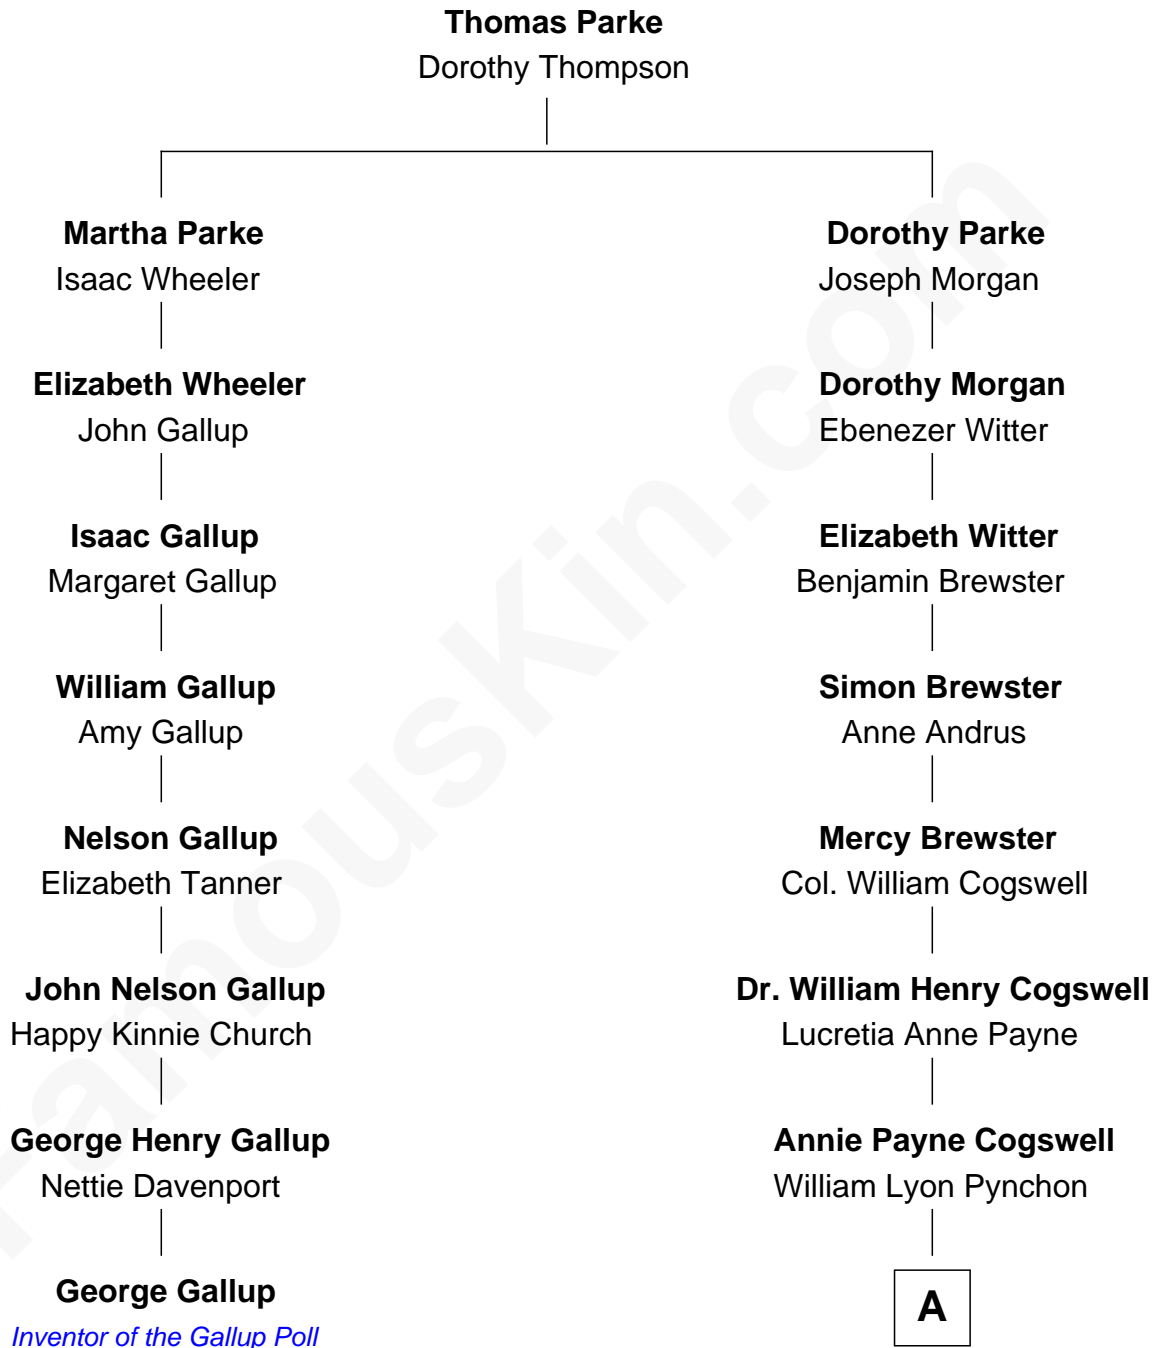 Thomas Parke
Dorothy Thompson
Martha Parke
Isaac Wheeler
Dorothy Parke
Joseph Morgan
Elizabeth Wheeler
John Gallup
Dorothy Morgan
Ebenezer Witter
Isaac Gallup
Margaret Gallup
Elizabeth Witter
Benjamin Brewster
William Gallup
Amy Gallup
Simon Brewster
Anne Andrus
Nelson Gallup
Elizabeth Tanner
Mercy Brewster
Col. William Cogswell
John Nelson Gallup
Happy Kinnie Church
Dr. William Henry Cogswell
Lucretia Anne Payne
George Henry Gallup
Nettie Davenport
Annie Payne Cogswell
William Lyon Pynchon
George Gallup
Inventor of the Gallup Poll
A
FamousKin.com